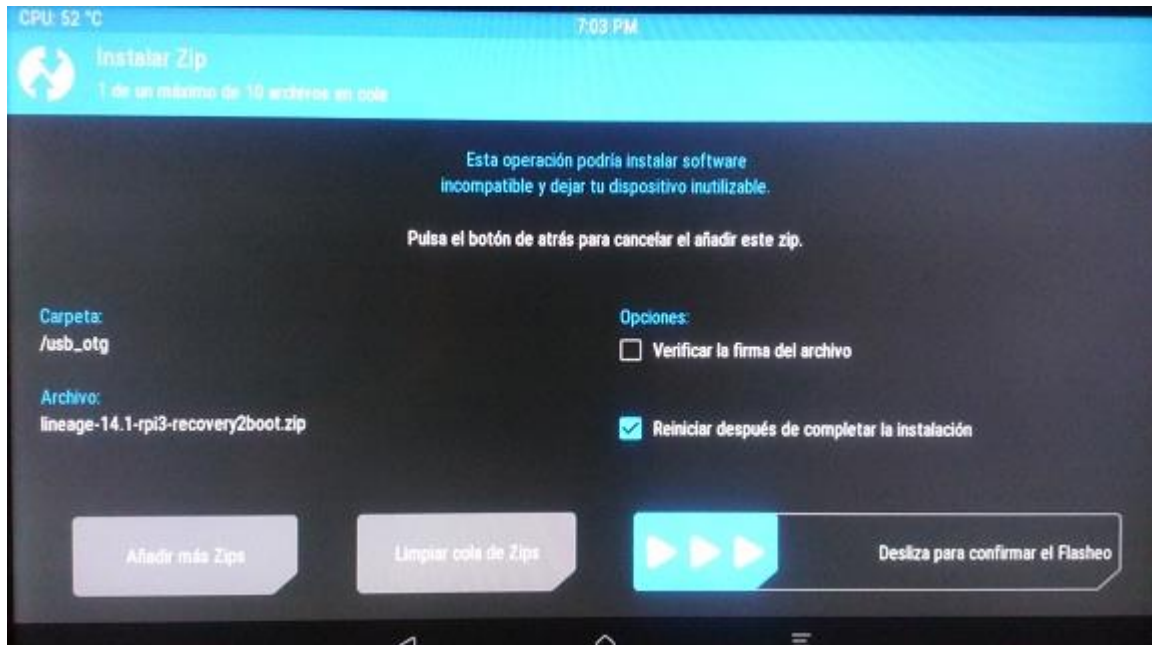 CPU: 52 °C
7:03 PM
Instalar Zip
1 de un máximo de 10 archivos en cola
Esta operación podría instalar software
incompatible y dejar tu dispositivo inutilizable.
Pulsa el botón de atrás para cancelar el añadir este zip.
Carpeta:
/usb_otg
Opciones:
Verificar la firma del archivo
Archivo:
lineage-14.1-rpi3-recovery2boot.zip
Reiniciar después de completar la instalación
Añadir más Zips
Limpiar cola de Zips
Desliza para confirmar el Flasheo